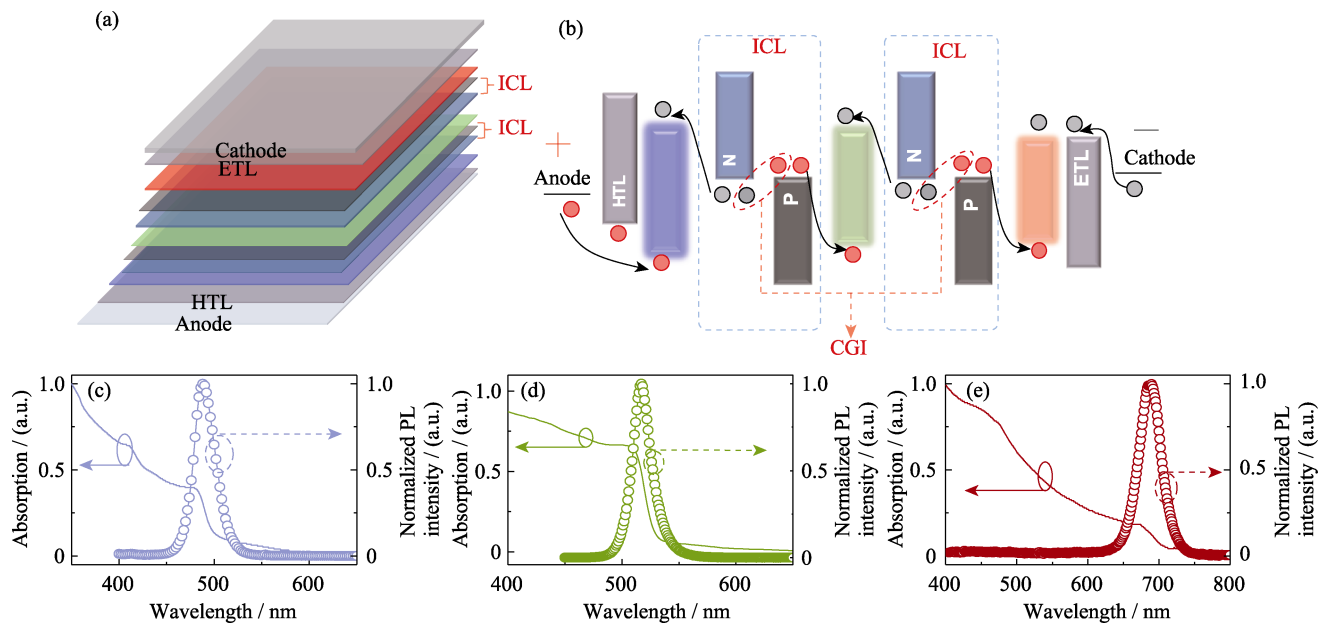 (a)
ICL
ICL
Cathode
ETL
HTL
Anode
(b)
ICL
ICL
+
−
Anode
HTL
N
P
N
P
ETL
Cathode
CGI
(c)
1.0
0.5
0
Absorption / (a.u.)
1.0
0.5
0
Normalized PL
intensity / (a.u.)
400
500
600
Wavelength / nm
(d)
1.0
0.5
0
Absorption / (a.u.)
1.0
0.5
0
Normalized PL
intensity / (a.u.)
400
500
600
Wavelength / nm
(e)
1.0
0.5
0
Absorption / (a.u.)
1.0
0.5
0
Normalized PL
intensity / (a.u.)
400
500
600
700
800
Wavelength / nm